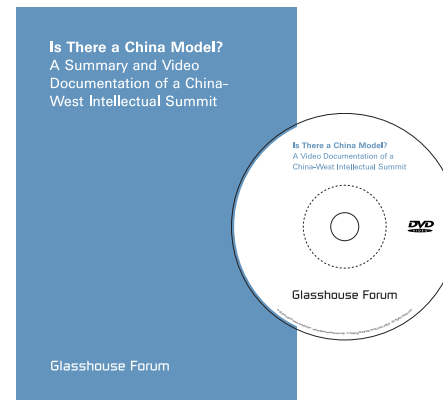 Is There a China Model?
A Summary and Video
Documentation of a China-
West Intellectual Summit
Is There a China Model?
A Video Documentation of a
China-West Intellectual Summit
DVD
VIDEO
Glasshouse Forum
Glasshouse Forum